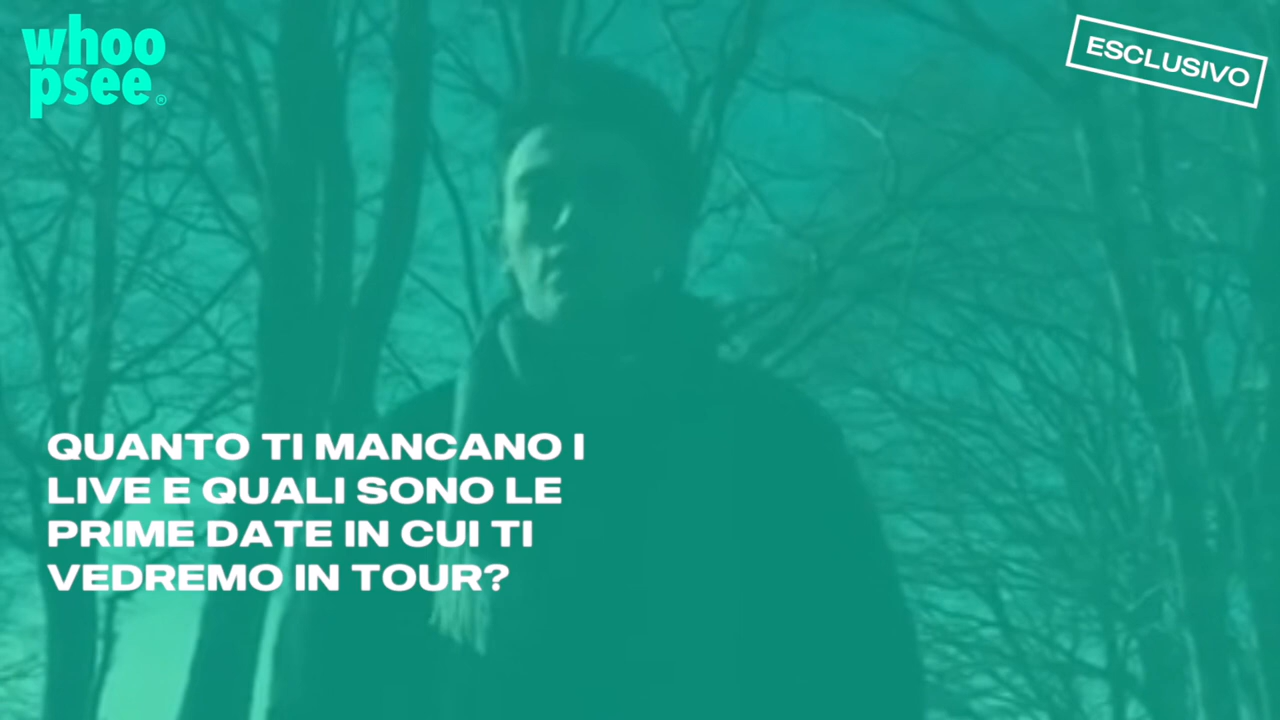 whoo
psee®
ESCLUSIVO
QUANTO TI MANCANO I
LIVE E QUALI SONO LE
PRIME DATE IN CUI TI
VEDREMO IN TOUR?